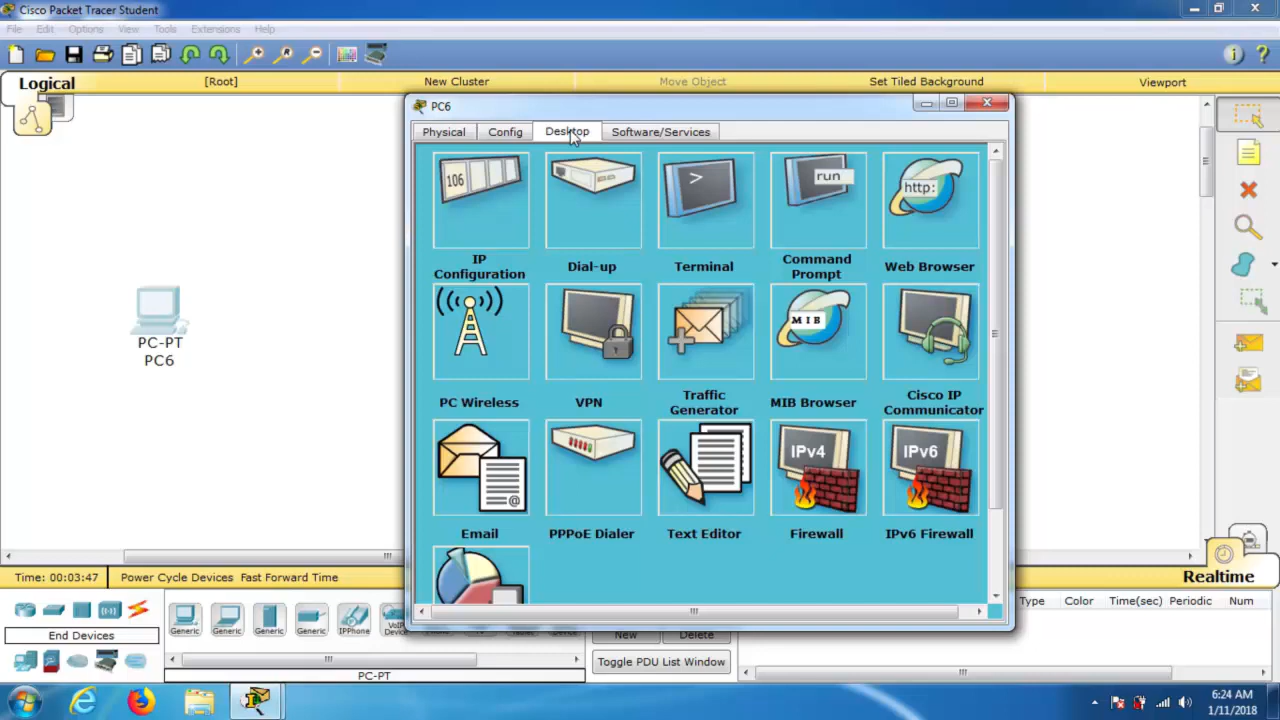 Cisco Packet Tracer Student
File Edit Options View Tools Extensions Help
Logical [Root] New Cluster Move Object Set Tiled Background Viewport
PC6
Physical Config Desktop Software/Services
106
>
run
http:
IP Configuration
Dial-up
Terminal
Command Prompt
Web Browser
MIB
PC Wireless
VPN
Traffic Generator
MIB Browser
Cisco IP Communicator
@
IPv4
IPv6
Email
PPPoE Dialer
Text Editor
Firewall
IPv6 Firewall
PC-PT
PC6
Time: 00:03:47 Power Cycle Devices Fast Forward Time
Realtime
Type Color Time(sec) Periodic Num
Generic Generic Generic Generic IPPhone VoIP Device
End Devices
New Delete
Toggle PDU List Window
PC-PT
6:24 AM
1/11/2018